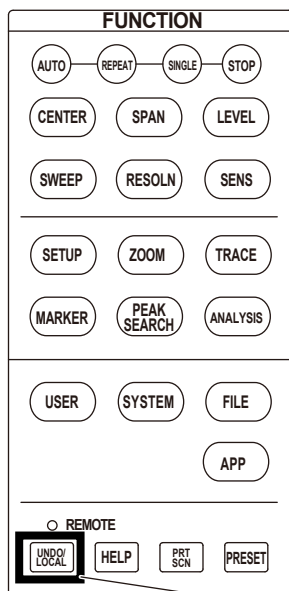 FUNCTION
AUTO REPEAT SINGLE STOP
CENTER SPAN LEVEL
SWEEP RESOLN SENS
SETUP ZOOM TRACE
MARKER PEAK SEARCH ANALYSIS
USER SYSTEM FILE
APP
REMOTE
UNDO/LOCAL HELP PRT SCN PRESET